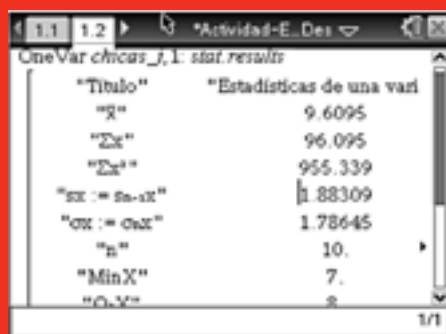 1.1 1.2 *Actividad-E...Des
OneVar chicas_j,1: stat.results
"Título" "Estadísticas de una vari
"x̄" 9.6095
"Σx" 96.095
"Σx²" 955.339
"sx := sₙ₋₁x" 1.88309
"σx := σₙx" 1.78645
"n" 10.
"MinX" 7.
"Q₁X" 8.
1/1